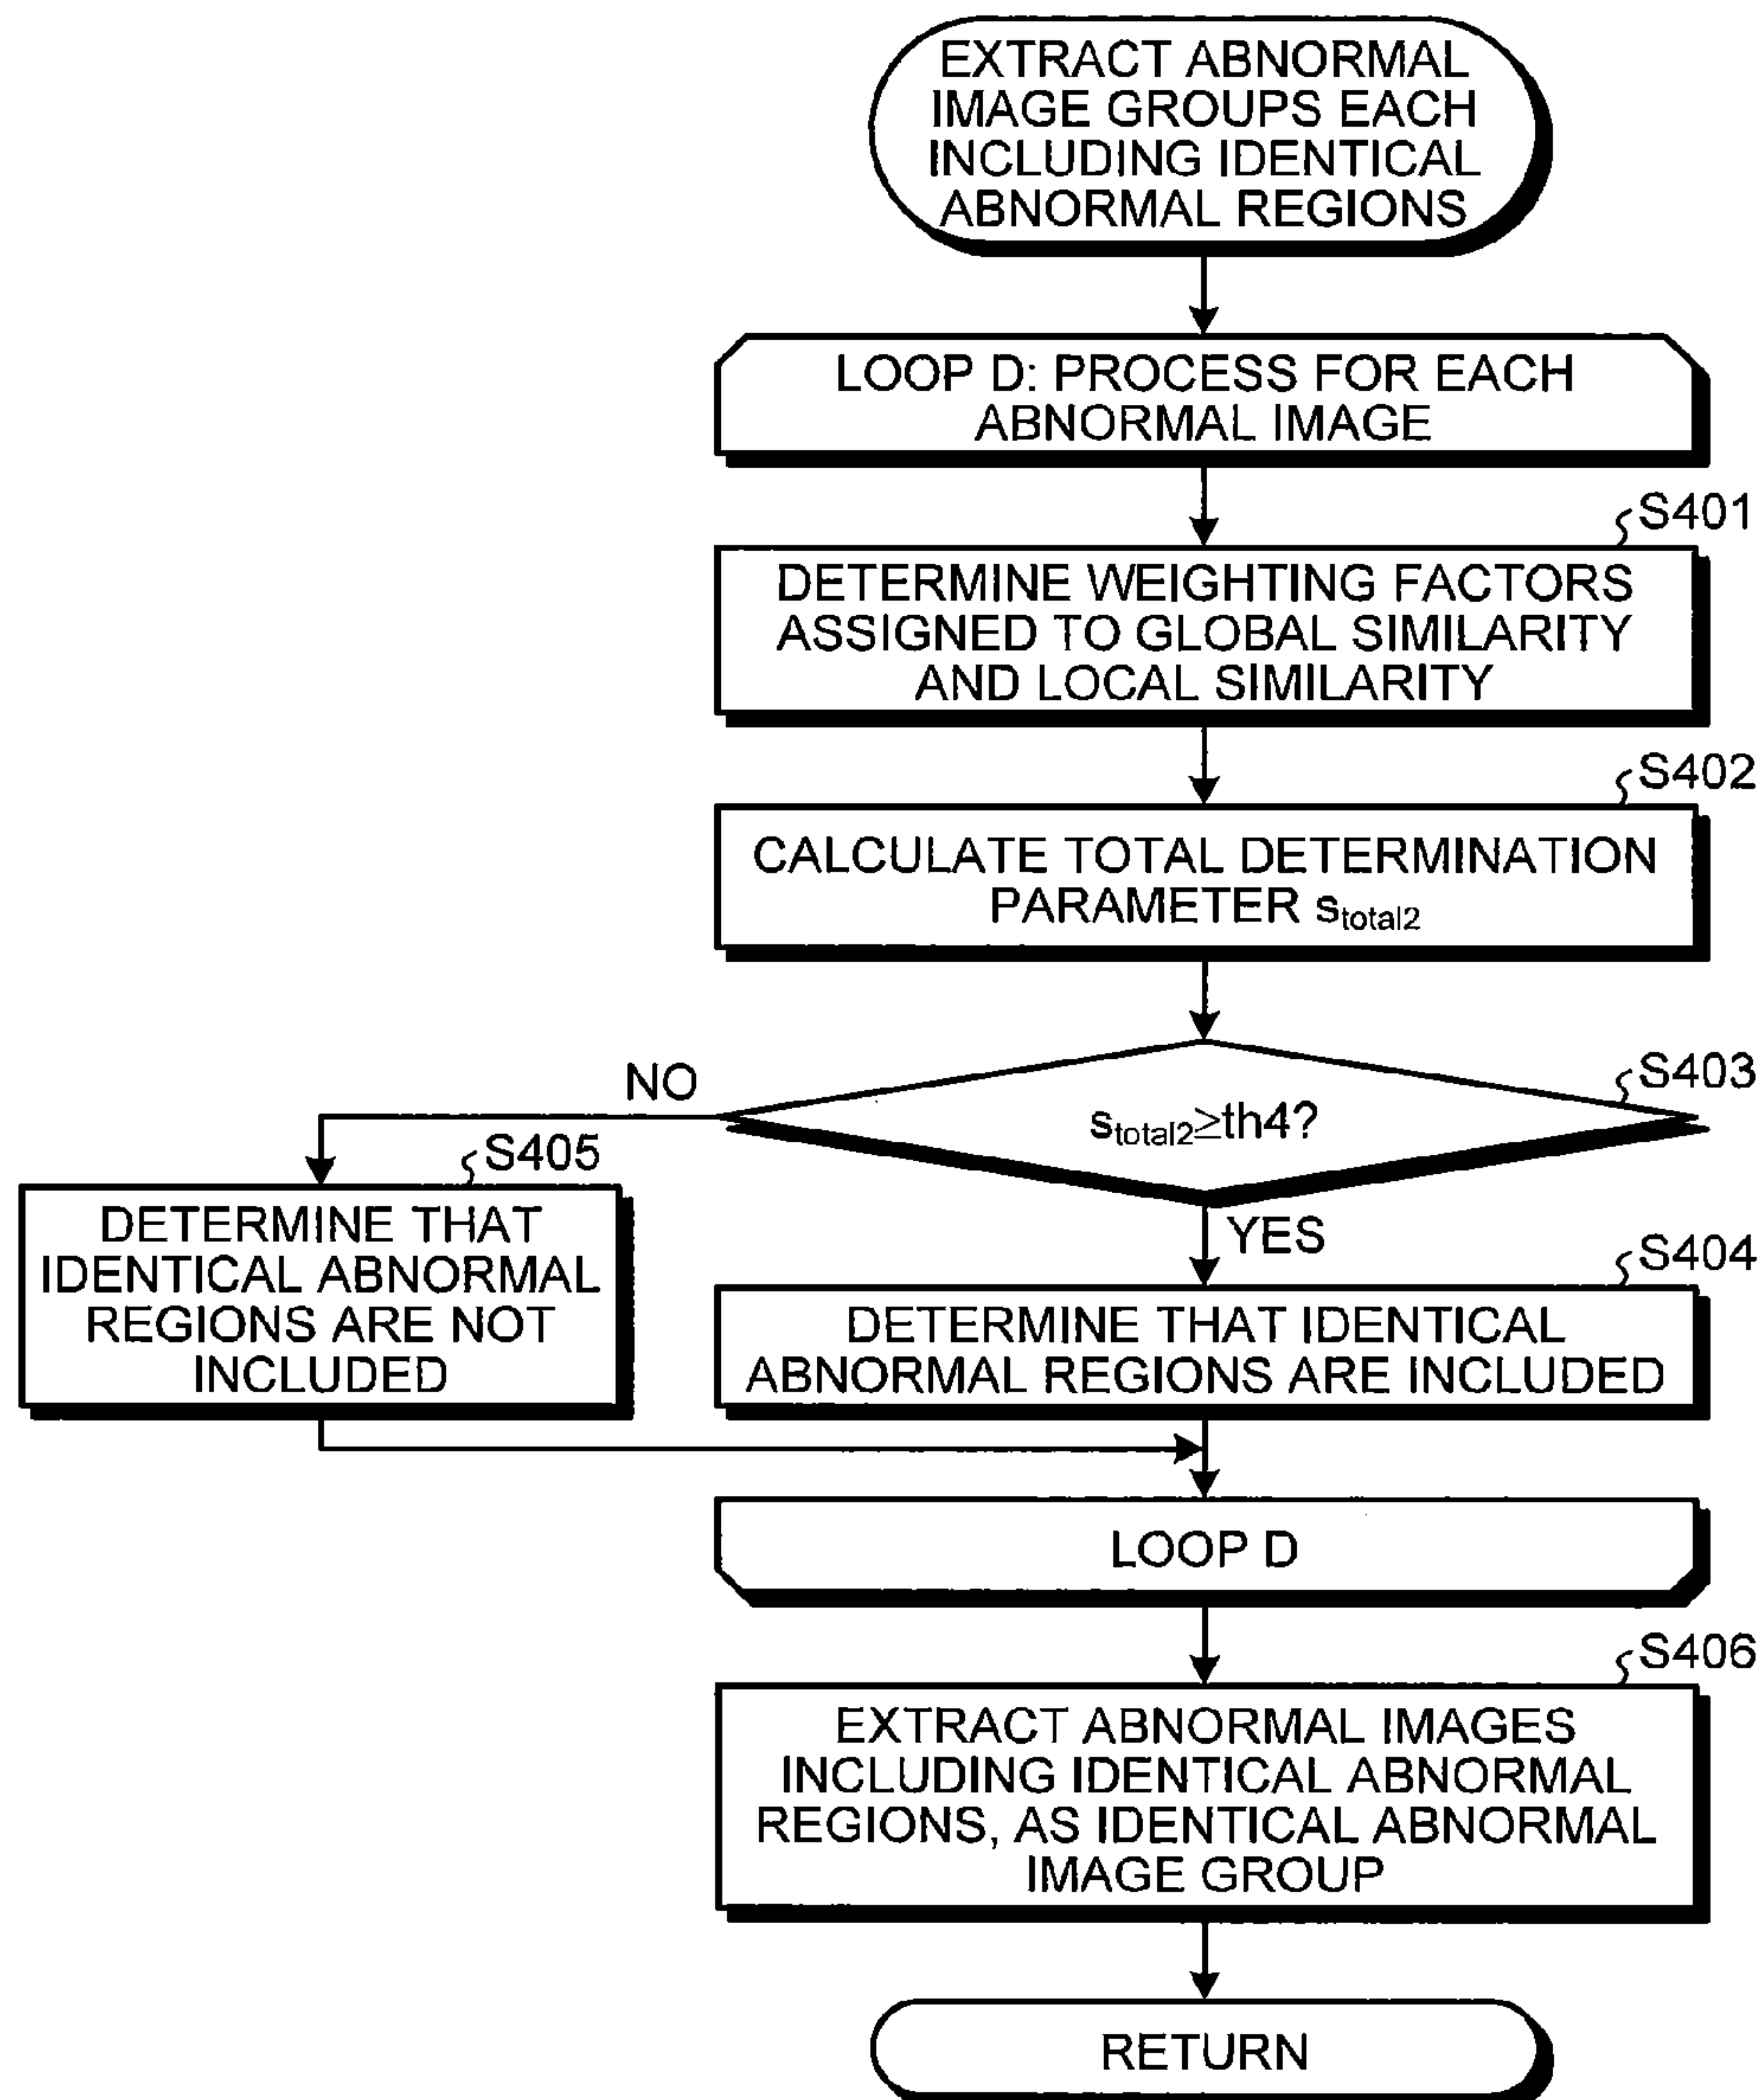 EXTRACT ABNORMAL
IMAGE GROUPS EACH
INCLUDING IDENTICAL
ABNORMAL REGIONS
LOOP D: PROCESS FOR EACH
ABNORMAL IMAGE
S401
DETERMINE WEIGHTING FACTORS
ASSIGNED TO GLOBAL SIMILARITY
AND LOCAL SIMILARITY
S402
CALCULATE TOTAL DETERMINATION
PARAMETER s_total2
S403
s_total2≥th4?
NO
S405
DETERMINE THAT
IDENTICAL ABNORMAL
REGIONS ARE NOT
INCLUDED
YES
S404
DETERMINE THAT IDENTICAL
ABNORMAL REGIONS ARE INCLUDED
LOOP D
S406
EXTRACT ABNORMAL IMAGES
INCLUDING IDENTICAL ABNORMAL
REGIONS, AS IDENTICAL ABNORMAL
IMAGE GROUP
RETURN